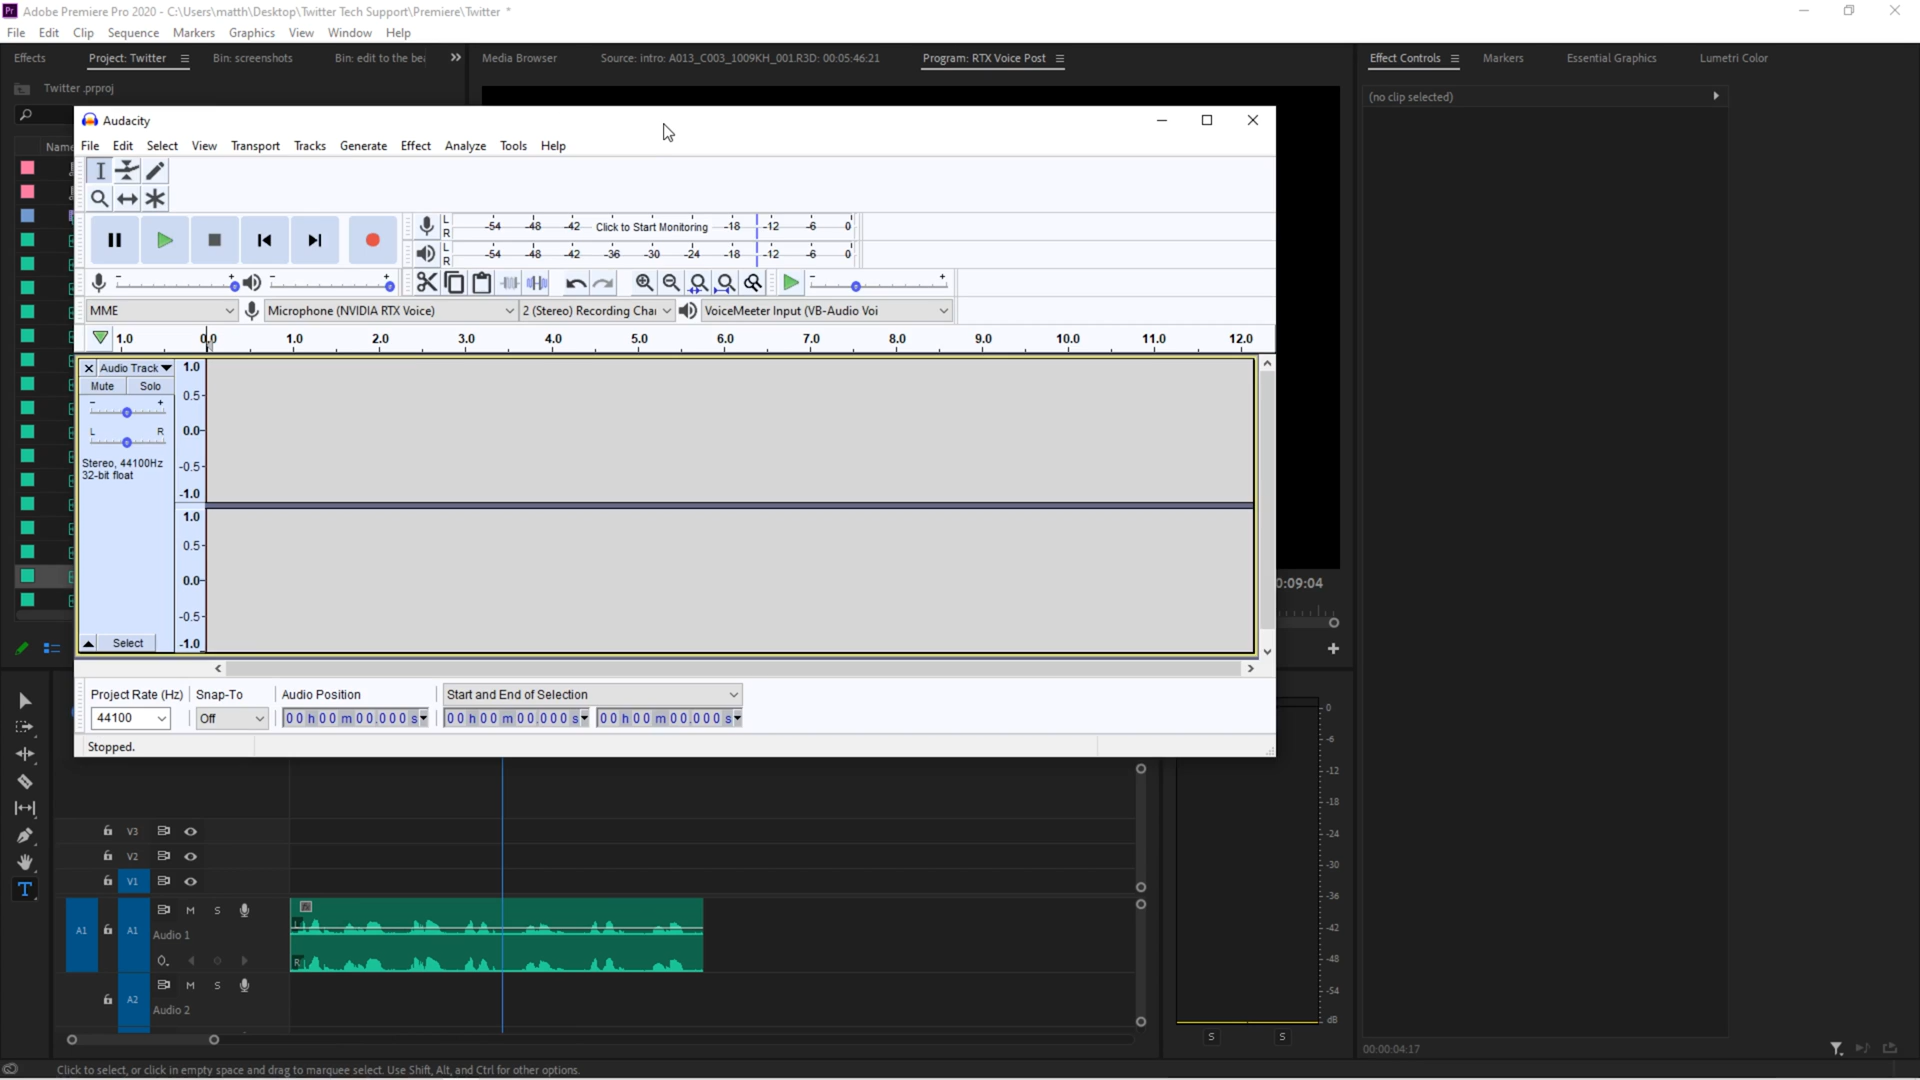 Adobe Premiere Pro 2020 - C:\Users\matth\Desktop\Twitter Tech Support\Premiere\Twitter *
File Edit Clip Sequence Markers Graphics View Window Help
Effects Project: Twitter Bin: screenshots Bin: edit to the be Media Browser Source: intro: A013_C003_1009KH_001.R3D: 00:05:46:21 Program: RTX Voice Post Effect Controls Markers Essential Graphics Lumetri Color
Twitter .prproj
(no clip selected)
Name
Audacity
File Edit Select View Transport Tracks Generate Effect Analyze Tools Help
L R -54 -48 -42 Click to Start Monitoring -18 -12 -6 0
L R -54 -48 -42 -36 -30 -24 -18 -12 -6 0
MME Microphone (NVIDIA RTX Voice) 2 (Stereo) Recording Chai VoiceMeeter Input (VB-Audio Voi
1.0 0.0 1.0 2.0 3.0 4.0 5.0 6.0 7.0 8.0 9.0 10.0 11.0 12.0
Audio Track 1.0
Mute Solo
0.5
- +
L R 0.0
Stereo, 44100Hz -0.5
32-bit float
-1.0
1.0
0.5
0.0
-0.5
Select -1.0
0:09:04
Project Rate (Hz) Snap-To Audio Position Start and End of Selection
44100 Off 00 h 00 m 00.000 s 00 h 00 m 00.000 s 00 h 00 m 00.000 s
Stopped.
V3
V2
V1
A1 A1 M S
Audio 1
L
R
A2 M S
Audio 2
0
-6
-12
-18
-24
-30
-36
-42
-48
-54
dB
S S
00:00:04:17
Click to select, or click in empty space and drag to marquee select. Use Shift, Alt, and Ctrl for other options.